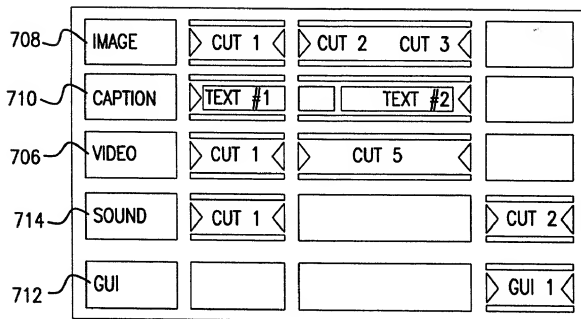 708 IMAGE CUT 1 CUT 2 CUT 3
710 CAPTION TEXT #1 TEXT #2
706 VIDEO CUT 1 CUT 5
714 SOUND CUT 1 CUT 2
712 GUI GUI 1